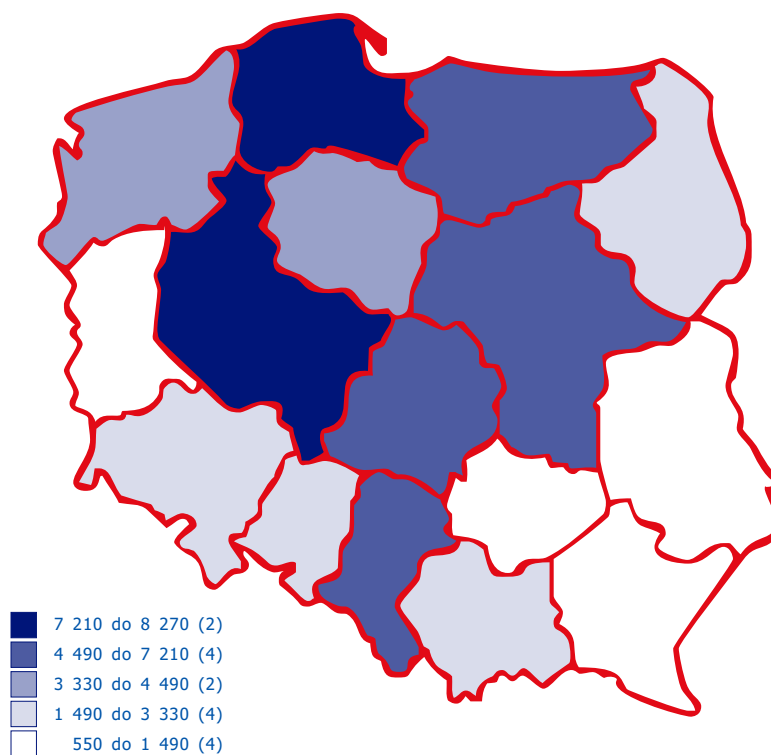 7 210 do 8 270 (2)
4 490 do 7 210 (4)
3 330 do 4 490 (2)
1 490 do 3 330 (4)
550 do 1 490 (4)